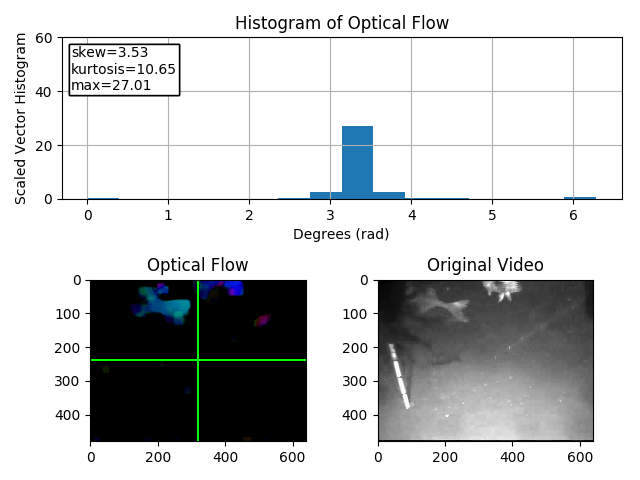 Histogram of Optical Flow
Scaled Vector Histogram
60
40
20
0
skew=3.53
kurtosis=10.65
max=27.01
0 1 2 3 4 5 6
Degrees (rad)
Optical Flow
0
100
200
300
400
0 200 400 600
Original Video
0
100
200
300
400
0 200 400 600